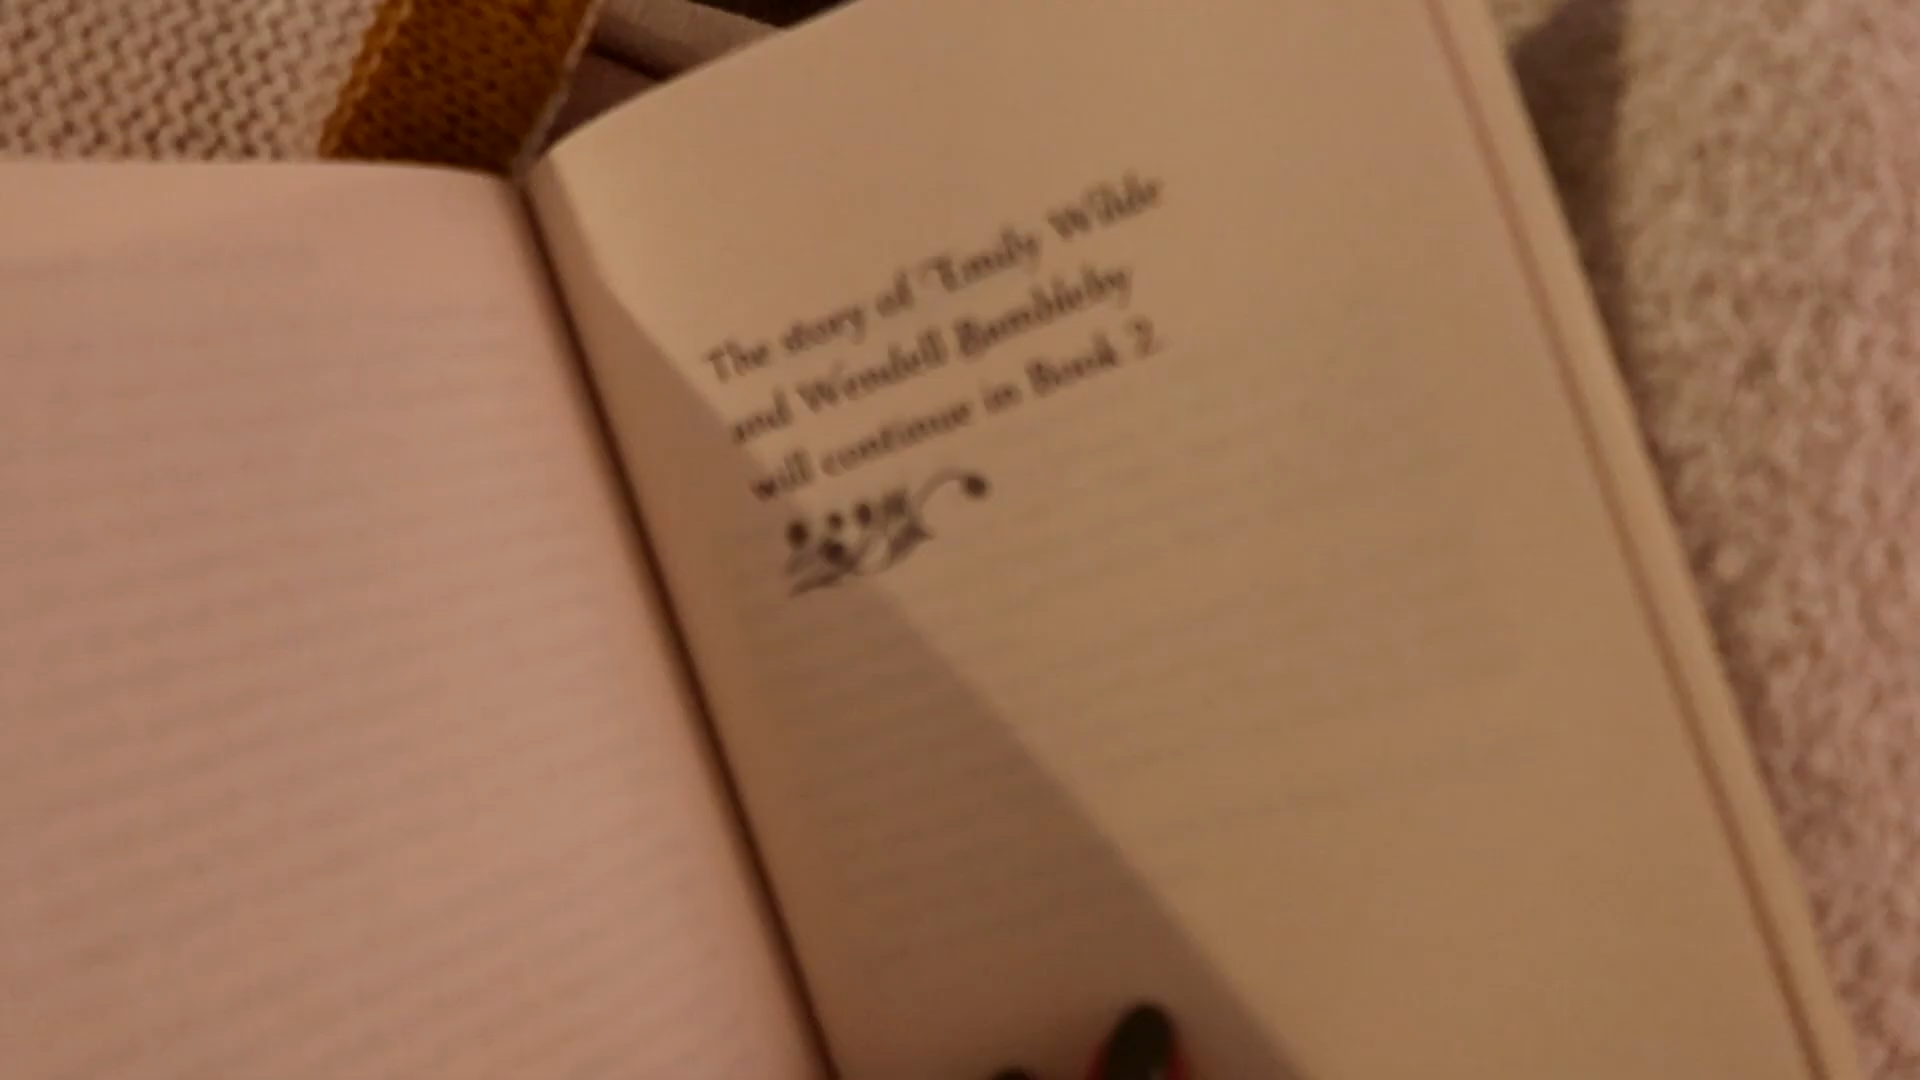 The story of Emily Wilde
and Wendell Bambleby
will continue in Book 2